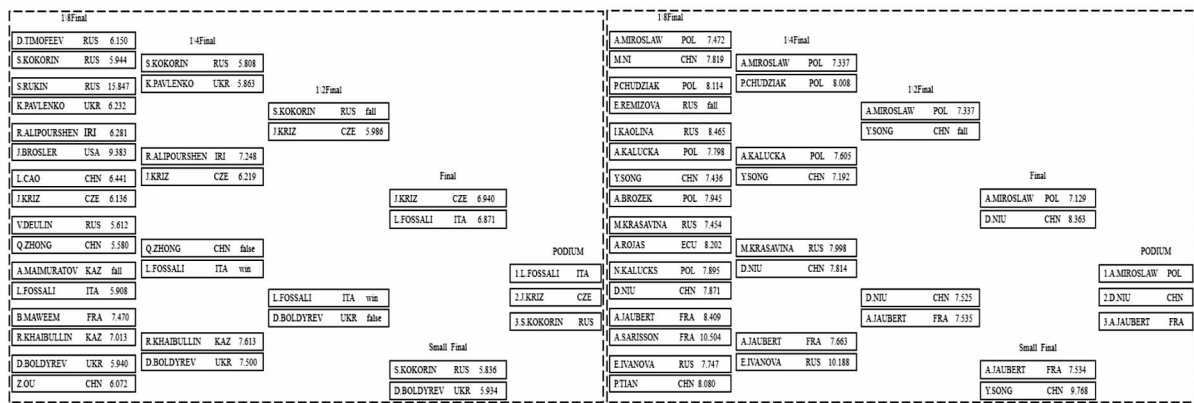 1\8Final
D.TIMOFEEV RUS 6.150
S.KOKORIN RUS 5.944
S.RUKIN RUS 15.847
K.PAVLENKO UKR 6.232
R.ALIPOURSHEN IRI 6.281
J.BROSLER USA 9.383
L.CAO CHN 6.441
J.KRIZ CZE 6.136
V.DEULIN RUS 5.612
Q.ZHONG CHN 5.580
A.MAIMURATOV KAZ fall
L.FOSSALI ITA 5.908
B.MAWEEM FRA 7.470
R.KHAIBULLIN KAZ 7.013
D.BOLDYREV UKR 5.940
Z.OU CHN 6.072
1\4Final
S.KOKORIN RUS 5.808
K.PAVLENKO UKR 5.863
R.ALIPOURSHEN IRI 7.248
J.KRIZ CZE 6.219
Q.ZHONG CHN false
L.FOSSALI ITA win
R.KHAIBULLIN KAZ 7.613
D.BOLDYREV UKR 7.500
1\2Final
S.KOKORIN RUS fall
J.KRIZ CZE 5.986
L.FOSSALI ITA win
D.BOLDYREV UKR false
Final
J.KRIZ CZE 6.940
L.FOSSALI ITA 6.871
Small Final
S.KOKORIN RUS 5.836
D.BOLDYREV UKR 5.934
PODIUM
1.L.FOSSALI ITA
2.J.KRIZ CZE
3.S.KOKORIN RUS
1\8Final
A.MIROSLAW POL 7.472
M.NI CHN 7.819
P.CHUDZIAK POL 8.114
E.REMIZOVA RUS fall
I.KAOLINA RUS 8.465
A.KALUCKA POL 7.798
Y.SONG CHN 7.436
A.BROZEK POL 7.945
M.KRASAVINA RUS 7.454
A.ROJAS ECU 8.202
N.KALUCKS POL 7.895
D.NIU CHN 7.871
A.JAUBERT FRA 8.409
A.SARISSON FRA 10.504
E.IVANOVA RUS 7.747
P.TIAN CHN 8.080
1\4Final
A.MIROSLAW POL 7.337
P.CHUDZIAK POL 8.008
A.KALUCKA POL 7.605
Y.SONG CHN 7.192
M.KRASAVINA RUS 7.998
D.NIU CHN 7.814
A.JAUBERT FRA 7.663
E.IVANOVA RUS 10.188
1\2Final
A.MIROSLAW POL 7.337
Y.SONG CHN fall
D.NIU CHN 7.525
A.JAUBERT FRA 7.535
Final
A.MIROSLAW POL 7.129
D.NIU CHN 8.363
Small Final
A.JAUBERT FRA 7.534
Y.SONG CHN 9.768
PODIUM
1.A.MIROSLAW POL
2.D.NIU CHN
3.A.JAUBERT FRA